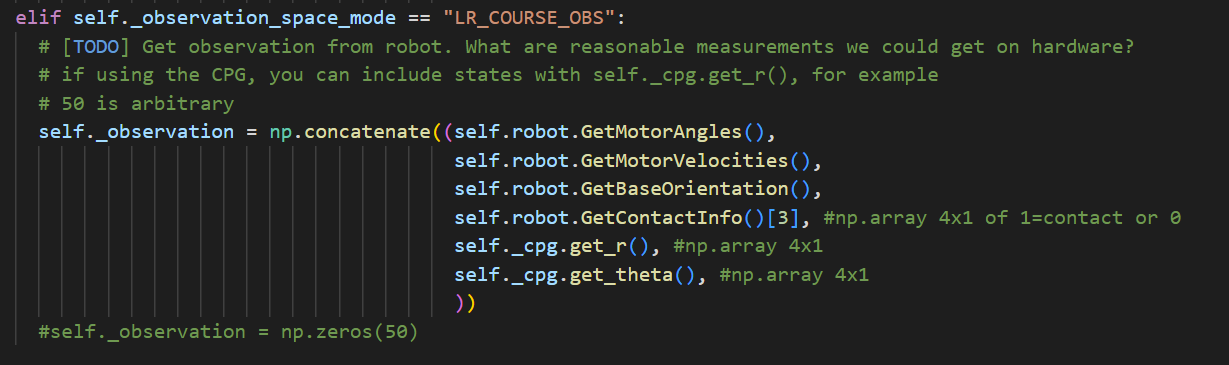 elif self._observation_space_mode == "LR_COURSE_OBS":
# [TODO] Get observation from robot. What are reasonable measurements we could get on hardware?
# if using the CPG, you can include states with self._cpg.get_r(), for example
# 50 is arbitrary
self._observation = np.concatenate((self.robot.GetMotorAngles(),
self.robot.GetMotorVelocities(),
self.robot.GetBaseOrientation(),
self.robot.GetContactInfo()[3], #np.array 4x1 of 1=contact or 0
self._cpg.get_r(), #np.array 4x1
self._cpg.get_theta(), #np.array 4x1
))
#self._observation = np.zeros(50)